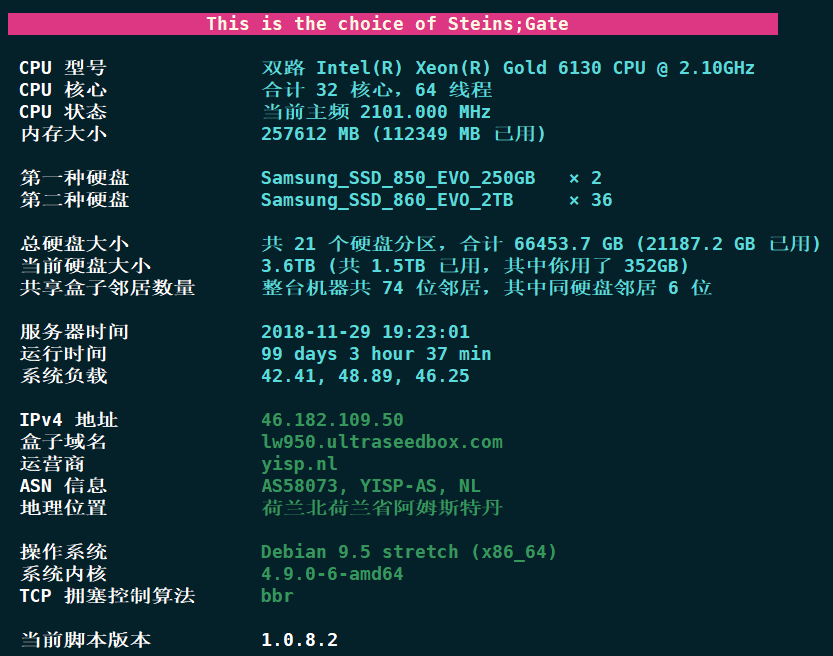 This is the choice of Steins;Gate
CPU 型号 双路 Intel(R) Xeon(R) Gold 6130 CPU @ 2.10GHz
CPU 核心 合计 32 核心，64 线程
CPU 状态 当前主频 2101.000 MHz
内存大小 257612 MB (112349 MB 已用)
第一种硬盘 Samsung_SSD_850_EVO_250GB × 2
第二种硬盘 Samsung_SSD_860_EVO_2TB × 36
总硬盘大小 共 21 个硬盘分区，合计 66453.7 GB (21187.2 GB 已用)
当前硬盘大小 3.6TB (共 1.5TB 已用，其中你用了 352GB)
共享盒子邻居数量 整台机器共 74 位邻居，其中同硬盘邻居 6 位
服务器时间 2018-11-29 19:23:01
运行时间 99 days 3 hour 37 min
系统负载 42.41, 48.89, 46.25
IPv4 地址 46.182.109.50
盒子域名 lw950.ultraseedbox.com
运营商 yisp.nl
ASN 信息 AS58073, YISP-AS, NL
地理位置 荷兰北荷兰省阿姆斯特丹
操作系统 Debian 9.5 stretch (x86_64)
系统内核 4.9.0-6-amd64
TCP 拥塞控制算法 bbr
当前脚本版本 1.0.8.2